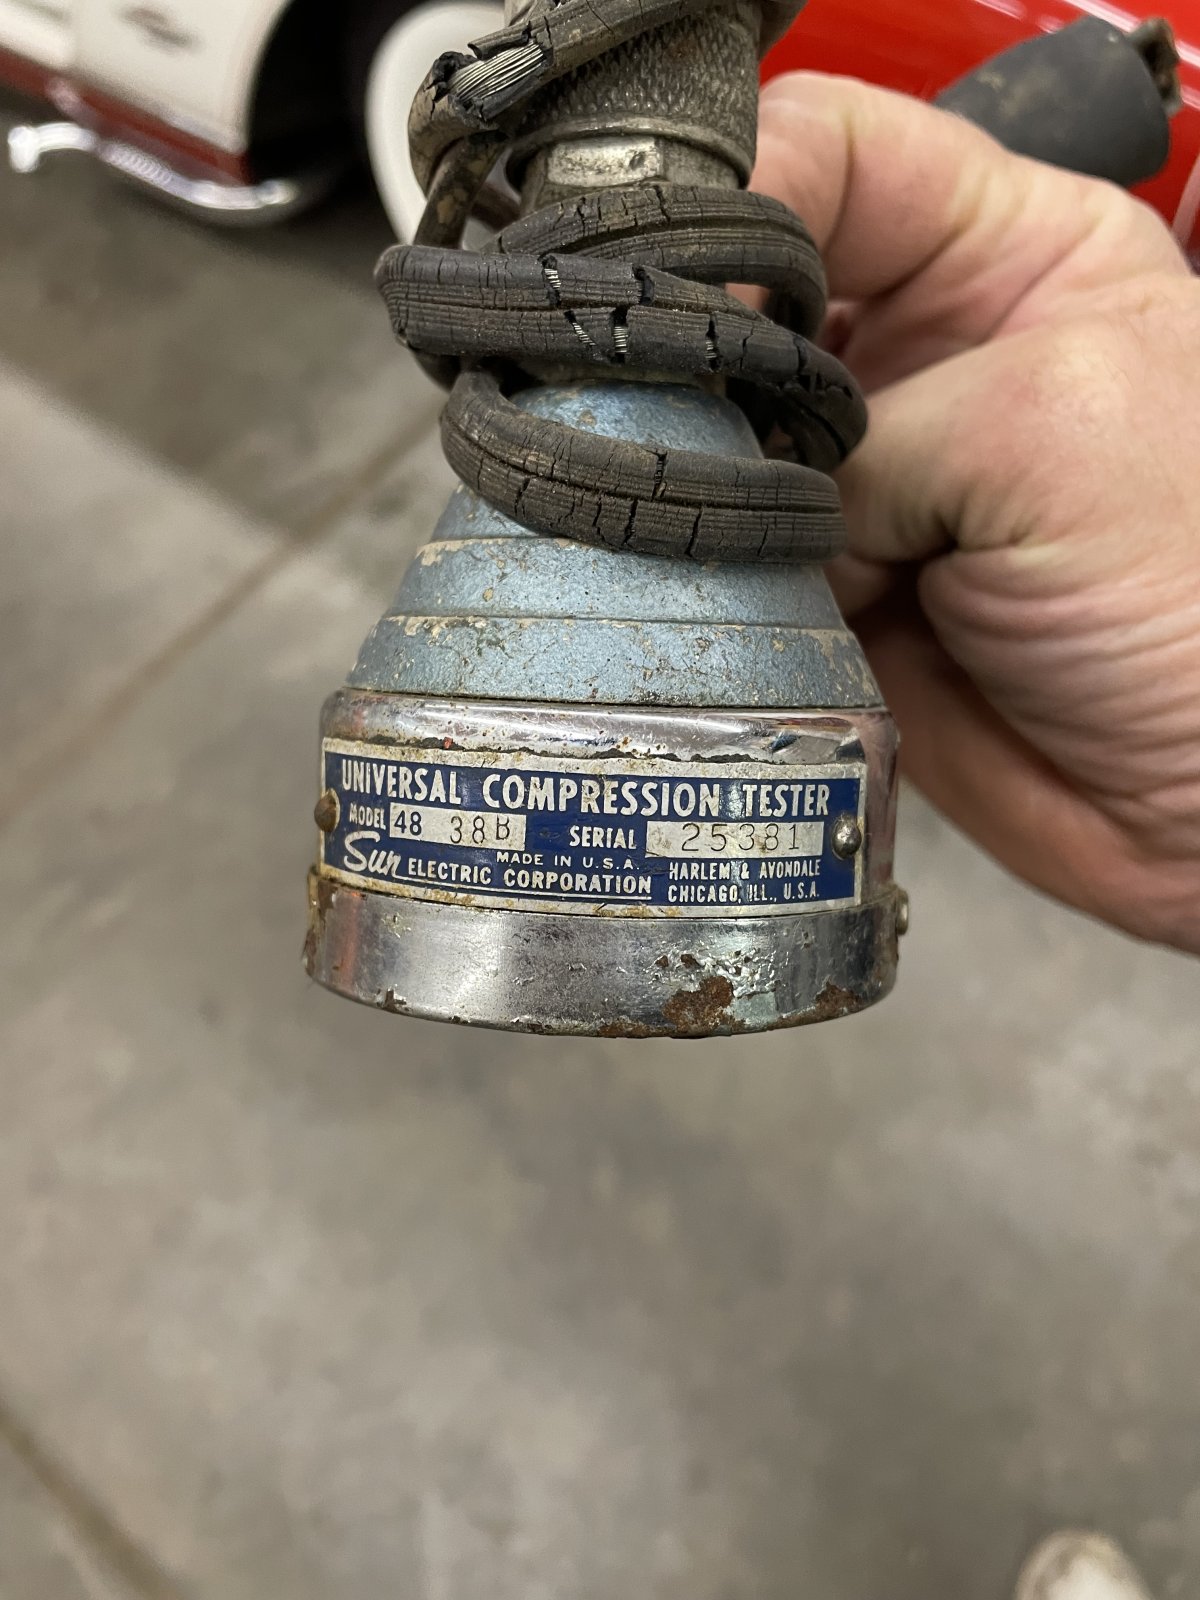 UNIVERSAL COMPRESSION TESTER
MODEL 48 38B SERIAL 25381
MADE IN U.S.A.
Sun ELECTRIC CORPORATION
HARLEM & AVONDALE
CHICAGO, ILL., U.S.A.